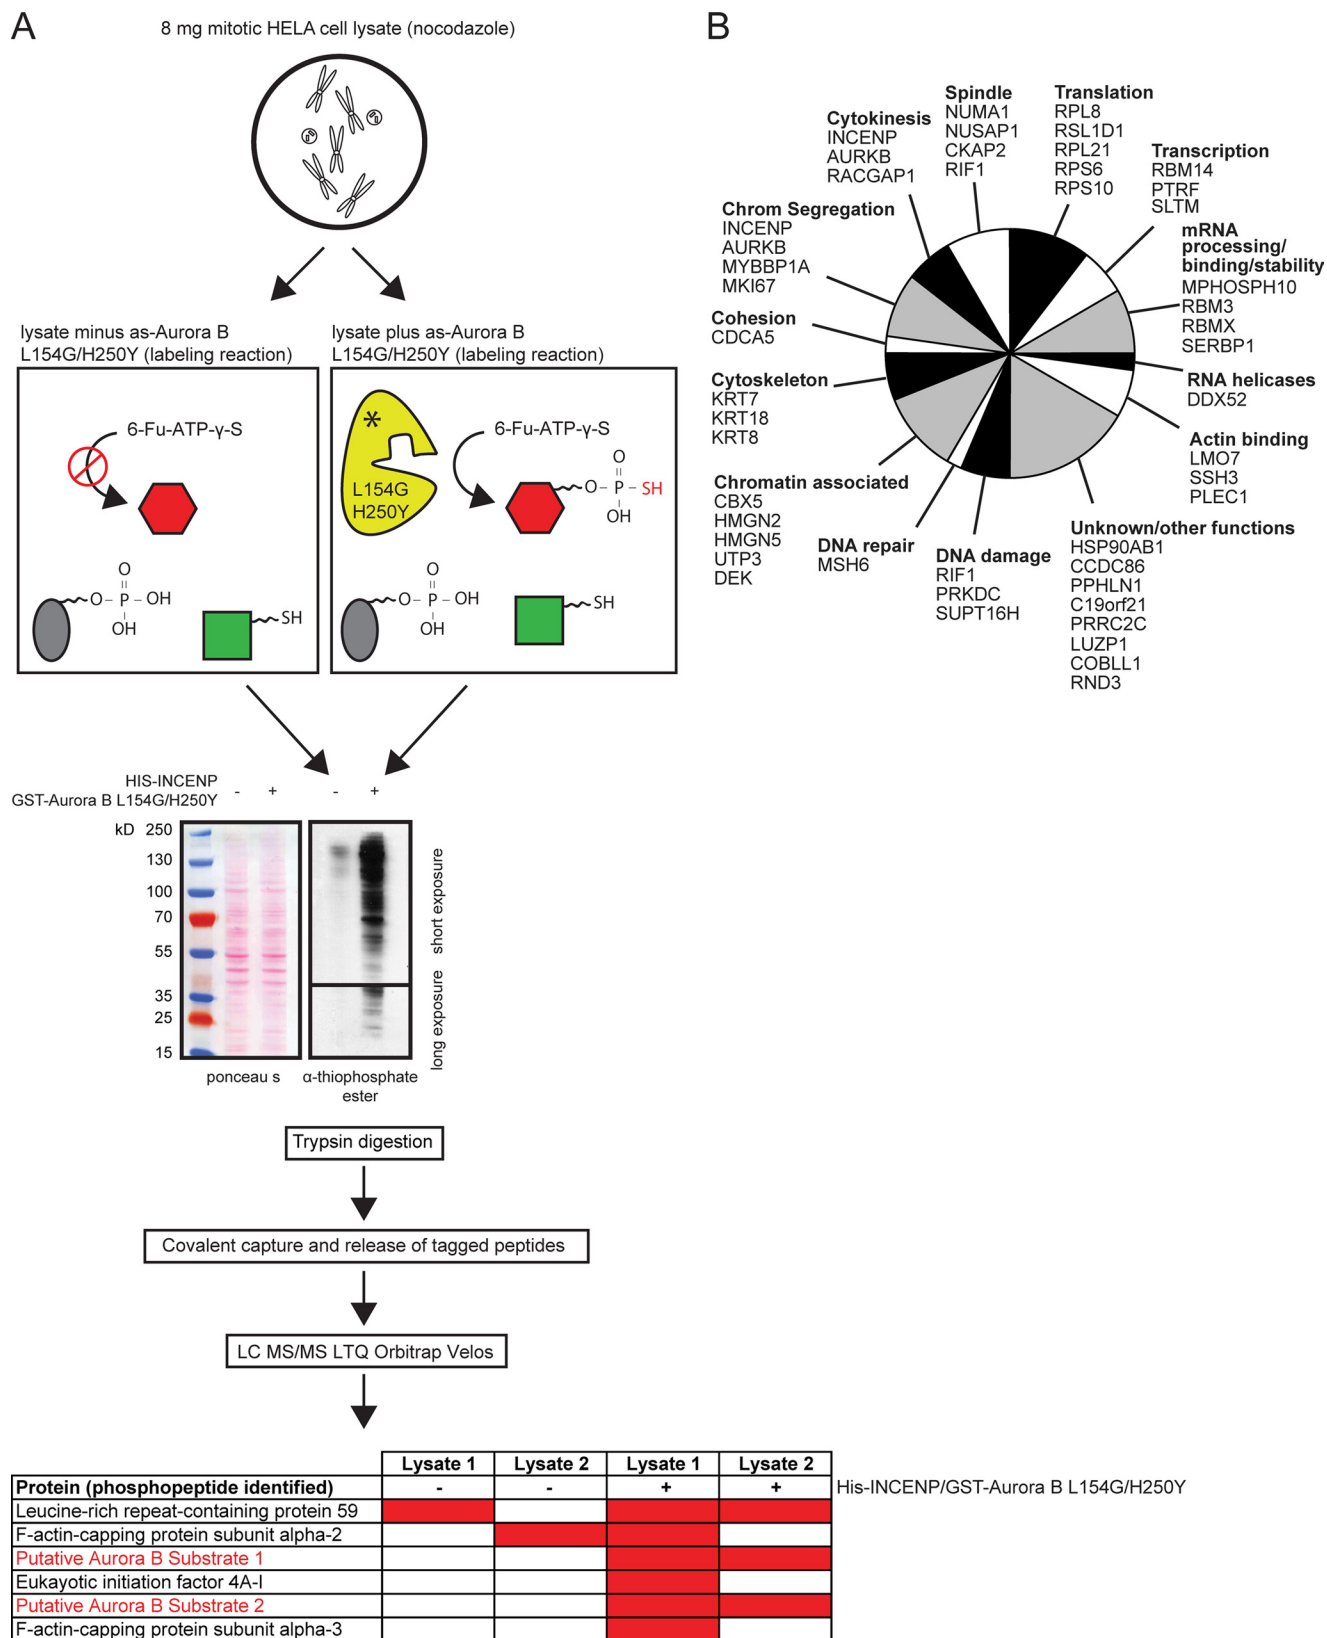 A
8 mg mitotic HELA cell lysate (nocodazole)
lysate minus as-Aurora B
L154G/H250Y (labeling reaction)
lysate plus as-Aurora B
L154G/H250Y (labeling reaction)
6-Fu-ATP-γ-S
O
O
P
OH
OH
SH
*
L154G
H250Y
6-Fu-ATP-γ-S
O
O
P
SH
OH
O
O
P
OH
OH
SH
HIS-INCENP
GST-Aurora B L154G/H250Y
- + - +
kD
250
130
100
70
55
35
25
15
short exposure
long exposure
ponceau s
α-thiophosphate
ester
Trypsin digestion
Covalent capture and release of tagged peptides
LC MS/MS LTQ Orbitrap Velos
Lysate 1 Lysate 2 Lysate 1 Lysate 2
Protein (phosphopeptide identified) - - + + His-INCENP/GST-Aurora B L154G/H250Y
Leucine-rich repeat-containing protein 59
F-actin-capping protein subunit alpha-2
Putative Aurora B Substrate 1
Eukayotic initiation factor 4A-I
Putative Aurora B Substrate 2
F-actin-capping protein subunit alpha-3
B
Spindle
NUMA1
NUSAP1
CKAP2
RIF1
Translation
RPL8
RSL1D1
RPL21
RPS6
RPS10
Transcription
RBM14
PTRF
SLTM
mRNA
processing/
binding/stability
MPHOSPH10
RBM3
RBMX
SERBP1
RNA helicases
DDX52
Actin binding
LMO7
SSH3
PLEC1
Unknown/other functions
HSP90AB1
CCDC86
PPHLN1
C19orf21
PRRC2C
LUZP1
COBLL1
RND3
DNA damage
RIF1
PRKDC
SUPT16H
DNA repair
MSH6
Chromatin associated
CBX5
HMGN2
HMGN5
UTP3
DEK
Cytoskeleton
KRT7
KRT18
KRT8
Cohesion
CDCA5
Chrom Segregation
INCENP
AURKB
MYBBP1A
MKI67
Cytokinesis
INCENP
AURKB
RACGAP1